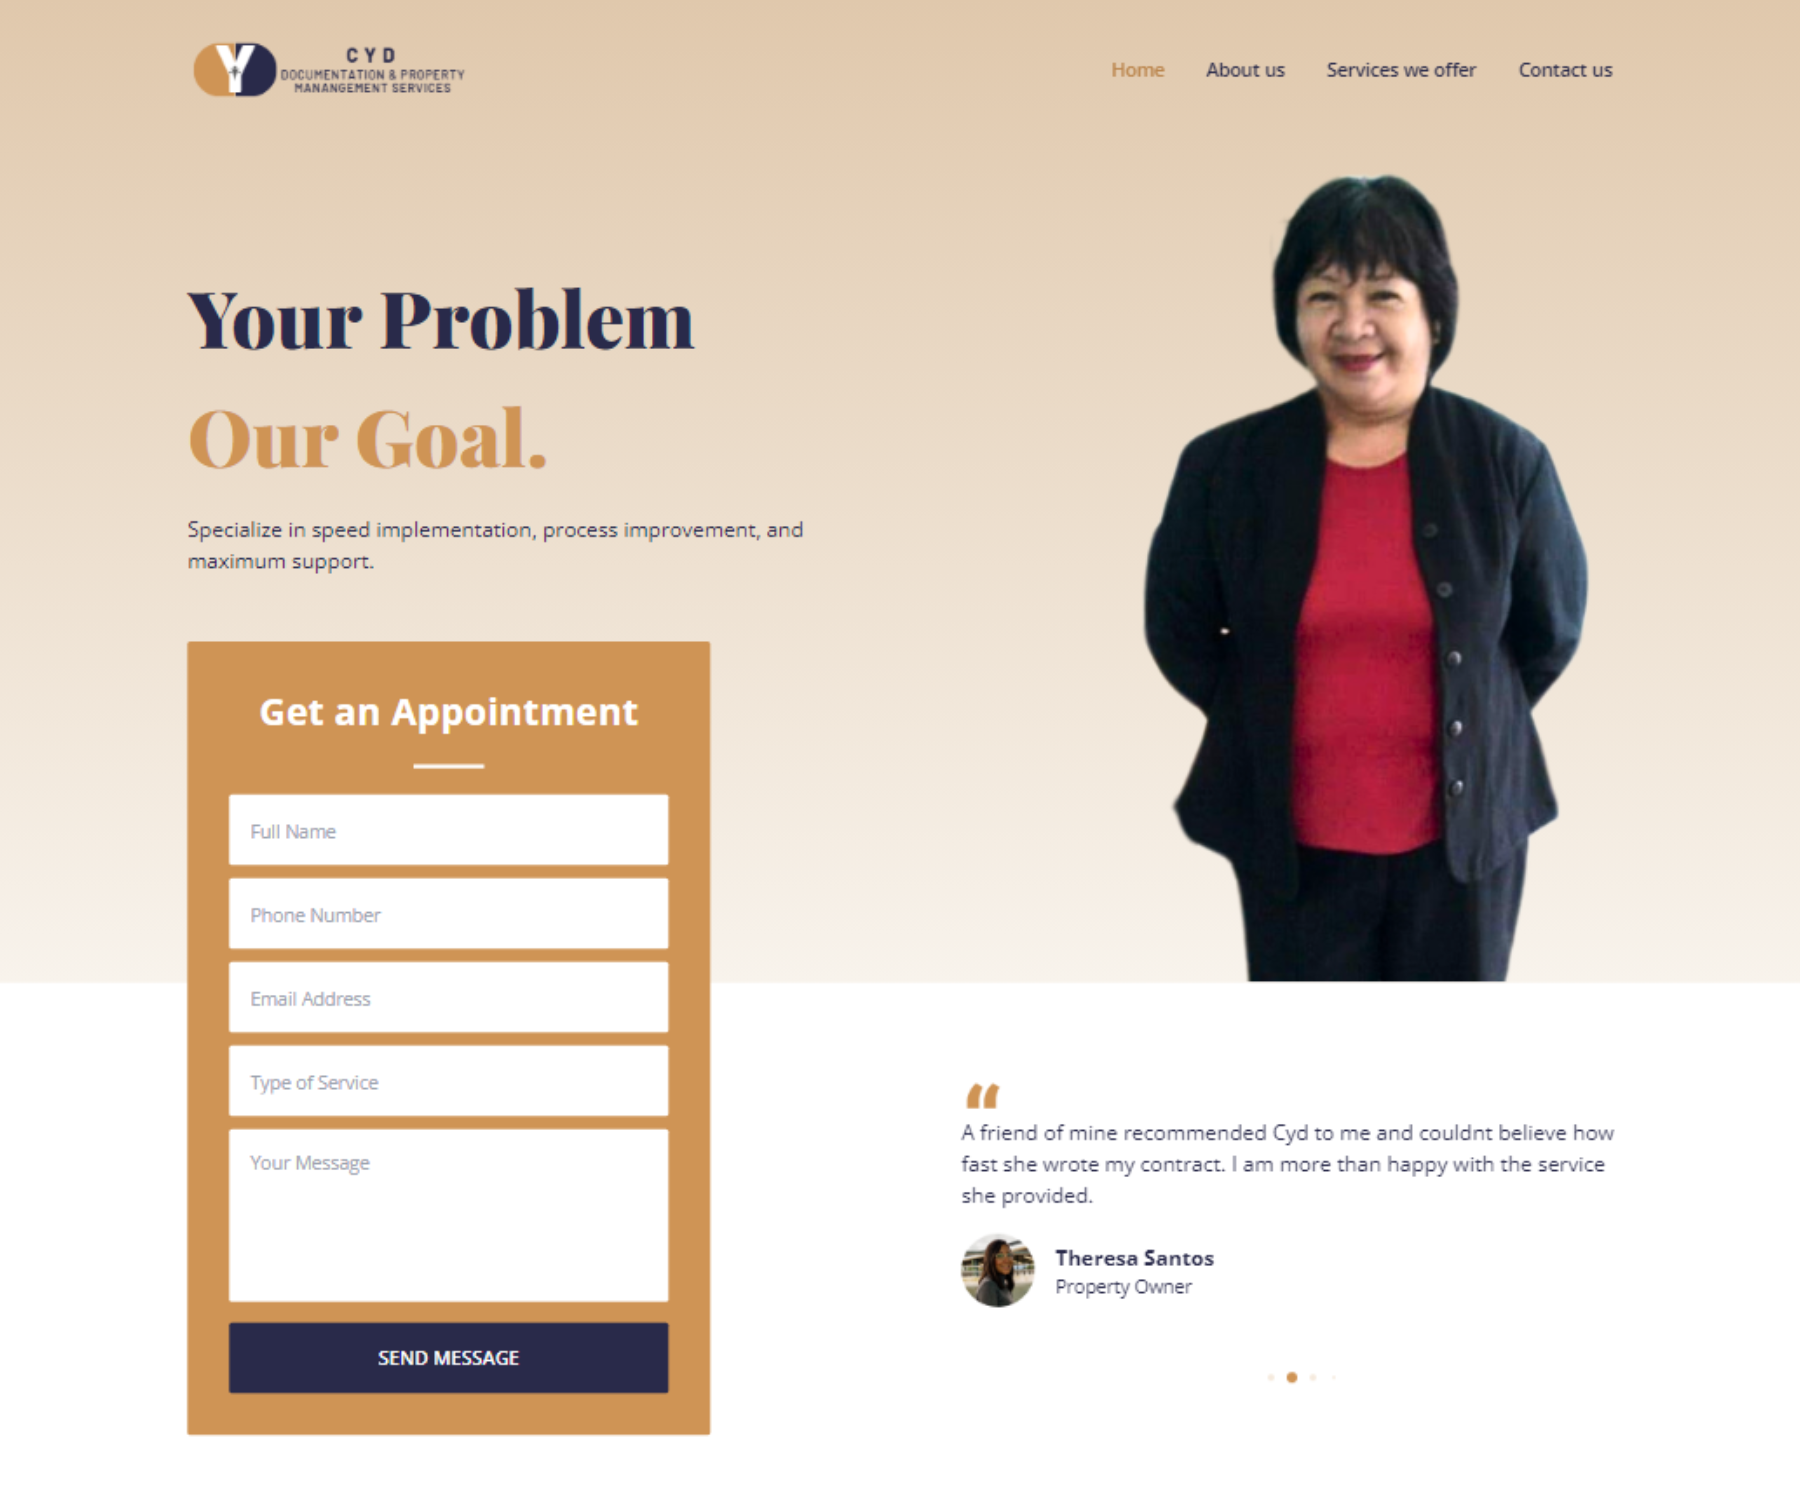 CYD
DOCUMENTATION & PROPERTY
MANANGEMENT SERVICES
Home
About us
Services we offer
Contact us
Your Problem
Our Goal.
Specialize in speed implementation, process improvement, and
maximum support.
Get an Appointment
Full Name
Phone Number
Email Address
Type of Service
Your Message
SEND MESSAGE
“
A friend of mine recommended Cyd to me and couldnt believe how
fast she wrote my contract. I am more than happy with the service
she provided.
Theresa Santos
Property Owner